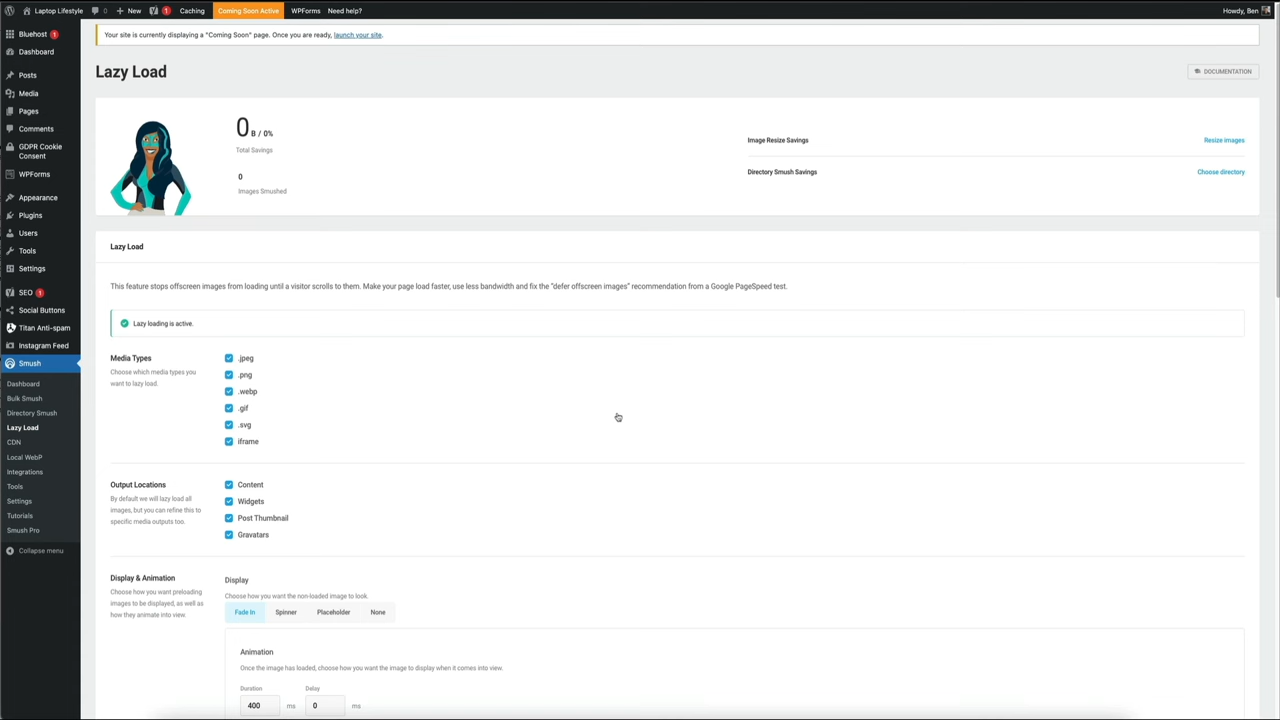 Laptop Lifestyle 0 New 1 Caching Coming Soon Active WPForms Need help? Howdy, Ben
Bluehost 1
Dashboard
Posts
Media
Pages
Comments
GDPR Cookie
Consent
WPForms
Appearance
Plugins
Users
Tools
Settings
SEO 1
Social Buttons
Titan Anti-spam
Instagram Feed
Smush
Dashboard
Bulk Smush
Directory Smush
Lazy Load
CDN
Local WebP
Integrations
Tools
Settings
Tutorials
Smush Pro
Collapse menu
Your site is currently displaying a "Coming Soon" page. Once you are ready, launch your site.
Lazy Load
DOCUMENTATION
0 B / 0%
Total Savings
0
Images Smushed
Image Resize Savings Resize images
Directory Smush Savings Choose directory
Lazy Load
This feature stops offscreen images from loading until a visitor scrolls to them. Make your page load faster, use less bandwidth and fix the "defer offscreen images" recommendation from a Google PageSpeed test.
Lazy loading is active.
Media Types
Choose which media types you
want to lazy load.
.jpeg
.png
.webp
.gif
.svg
iframe
Output Locations
By default we will lazy load all
images, but you can refine this to
specific media outputs too.
Content
Widgets
Post Thumbnail
Gravatars
Display & Animation
Choose how you want preloading
images to be displayed, as well as
how they animate into view.
Display
Choose how you want the non-loaded image to look.
Fade In Spinner Placeholder None
Animation
Once the image has loaded, choose how you want the image to display when it comes into view.
Duration Delay
400 ms 0 ms